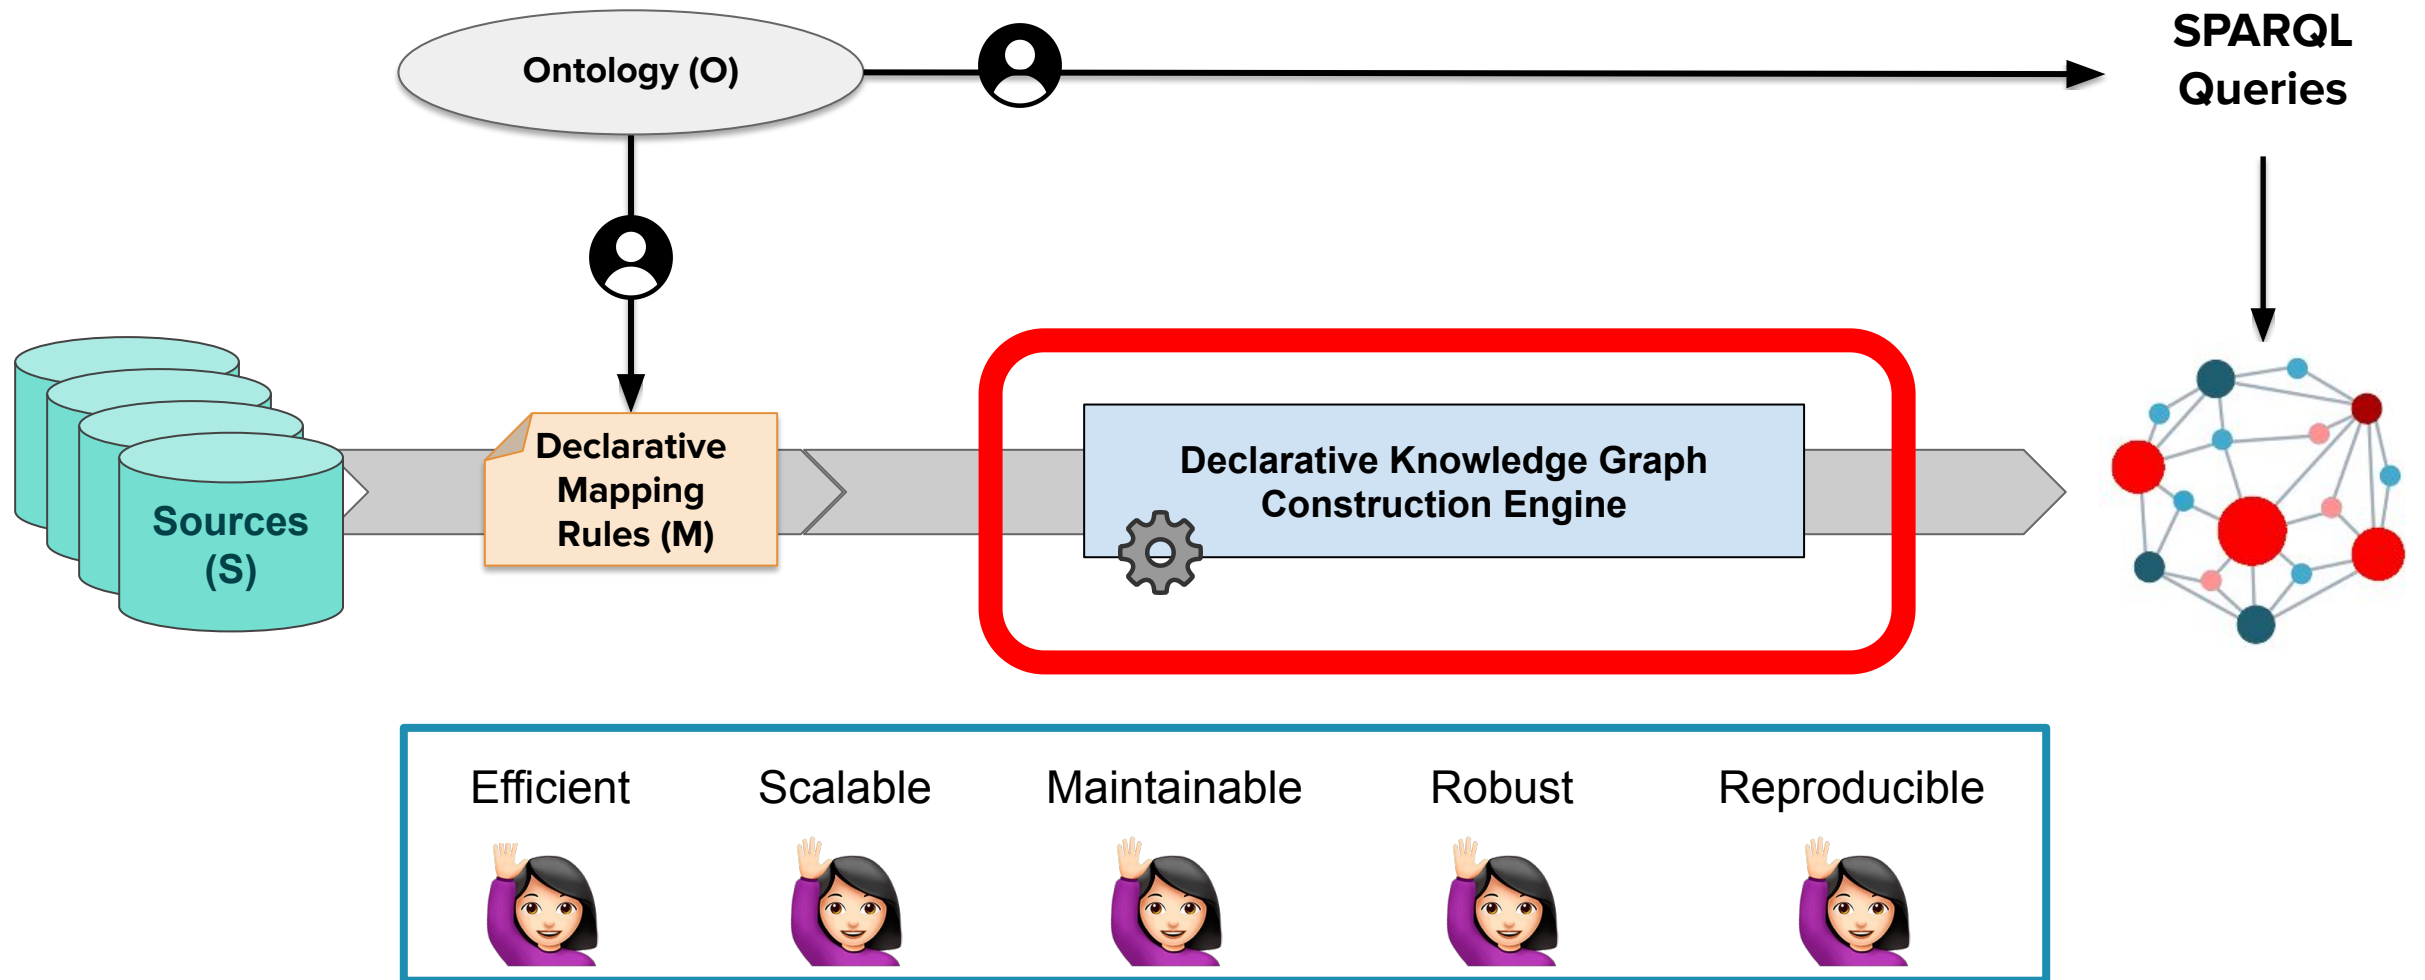 Ontology (O)
SPARQL
Queries
Sources
(S)
Declarative
Mapping
Rules (M)
Declarative Knowledge Graph
Construction Engine
Efficient
Scalable
Maintainable
Robust
Reproducible